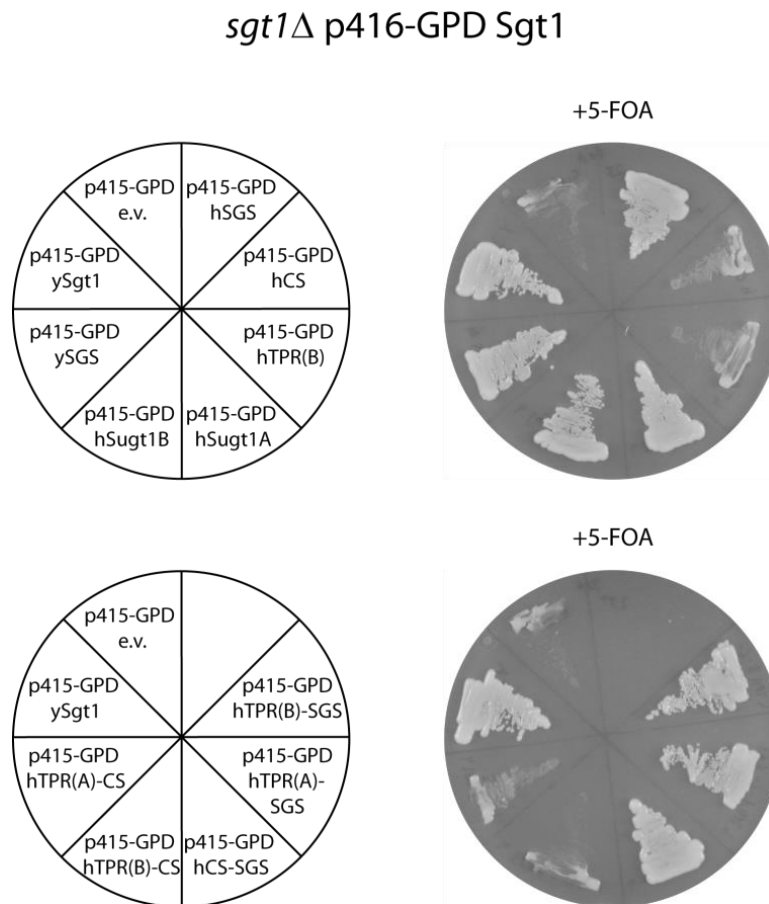 sgt1Δ p416-GPD Sgt1
+5-FOA
p415-GPD
e.v.
p415-GPD
hSGS
p415-GPD
ySgt1
p415-GPD
hCS
p415-GPD
ySGS
p415-GPD
hTPR(B)
p415-GPD
hSugt1B
p415-GPD
hSugt1A
+5-FOA
p415-GPD
e.v.
p415-GPD
ySgt1
p415-GPD
hTPR(B)-SGS
p415-GPD
hTPR(A)-CS
p415-GPD
hTPR(A)-
SGS
p415-GPD
hTPR(B)-CS
p415-GPD
hCS-SGS